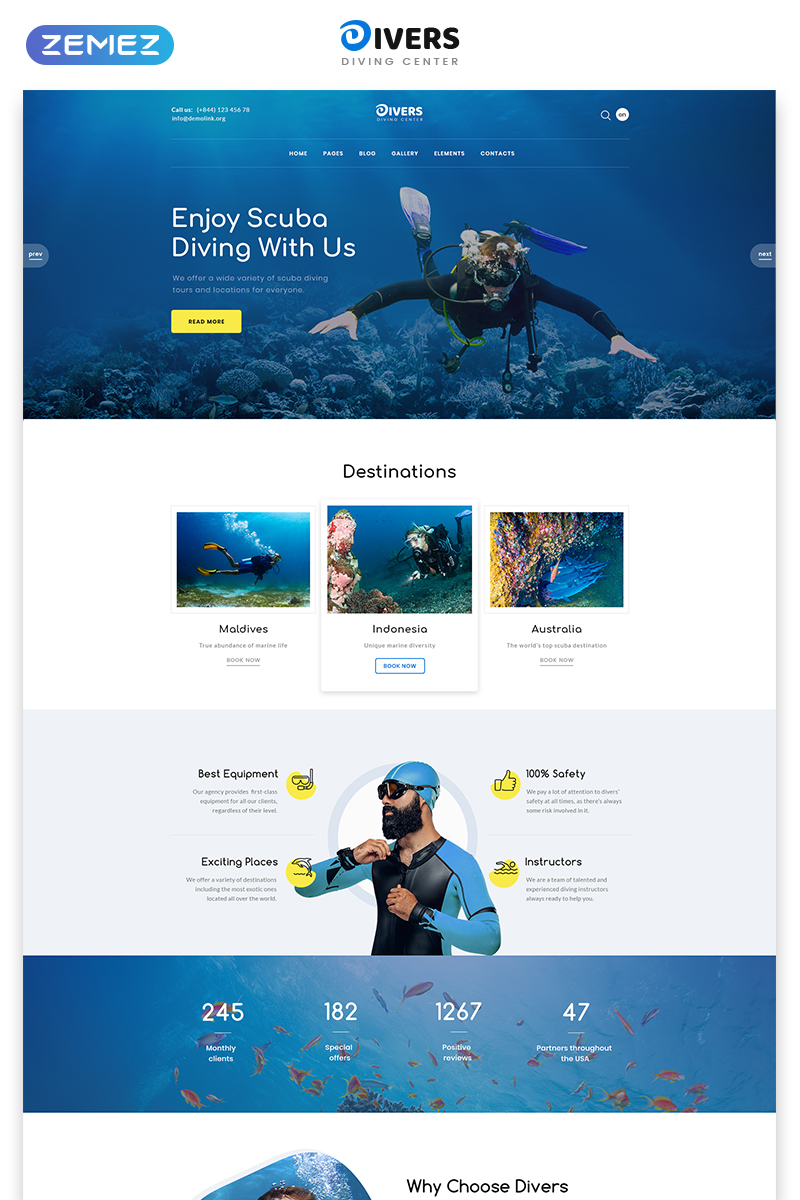 ZEMEZ
DIVERS
DIVING CENTER
Call us: (+844) 123 456 78
info@demolink.org
DIVERS
DIVING CENTER
on
HOME PAGES BLOG GALLERY ELEMENTS CONTACTS
Enjoy Scuba
Diving With Us
prev
next
We offer a wide variety of scuba diving
tours and locations for everyone.
READ MORE
Destinations
Maldives
True abundance of marine life
BOOK NOW
Indonesia
Unique marine diversity
BOOK NOW
Australia
The world's top scuba destination
BOOK NOW
Best Equipment
Our agency provides first-class
equipment for all our clients,
regardless of their level.
100% Safety
We pay a lot of attention to divers'
safety at all times, as there's always
some risk involved in it.
Exciting Places
We offer a variety of destinations
including the most exotic ones
located all over the world.
Instructors
We are a team of talented and
experienced diving instructors
always ready to help you.
245
Monthly
clients
182
Special
offers
1267
Positive
reviews
47
Partners throughout
the USA
Why Choose Divers